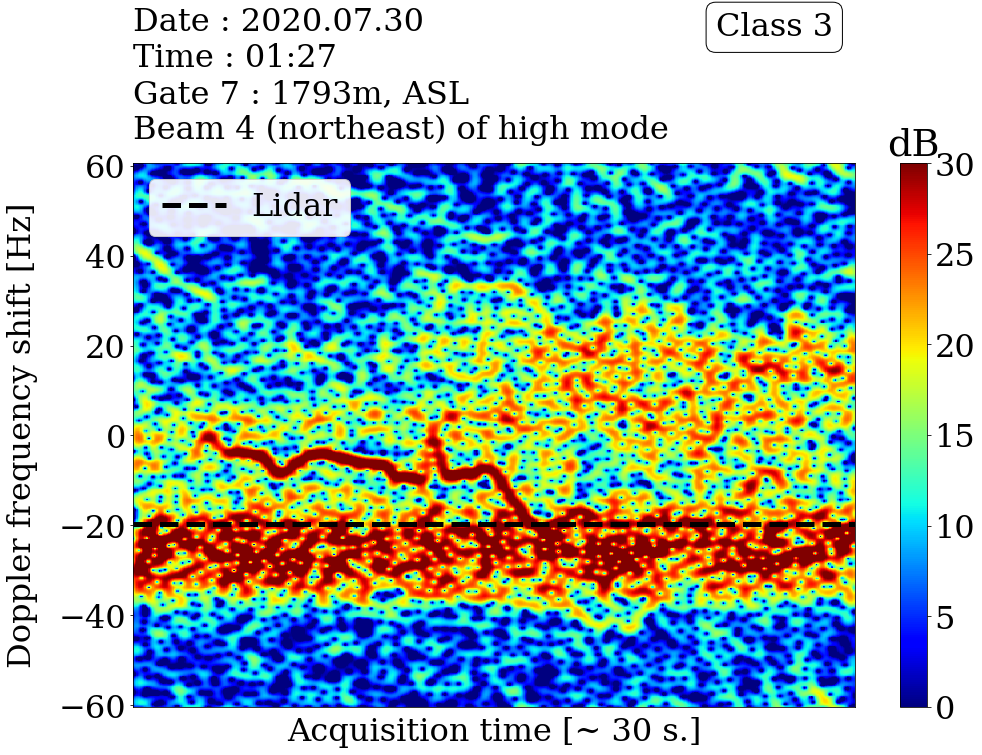 Date : 2020.07.30
Class 3
Time : 01:27
Gate 7 : 1793m, ASL
Beam 4 (northeast) of high mode
dB
60
40
20
0
−20
−40
−60
Doppler frequency shift [Hz]
Lidar
30
25
20
15
10
5
0
Acquisition time [~ 30 s.]